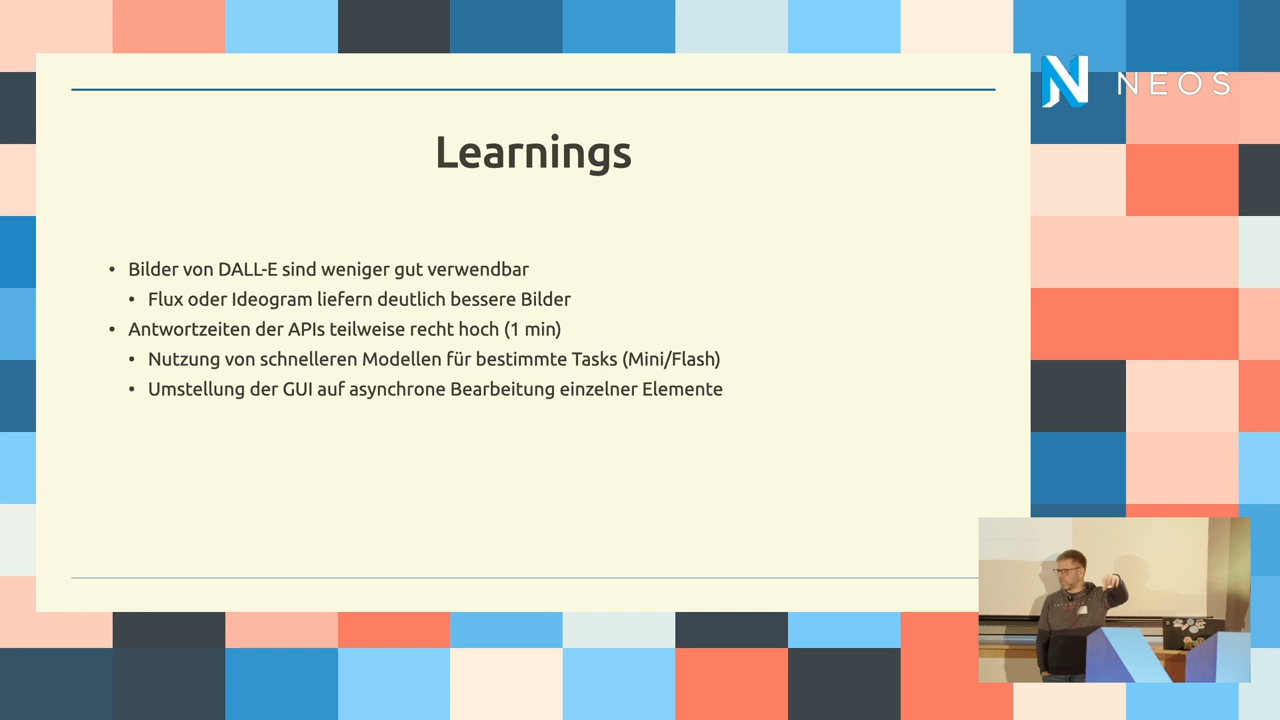 NEOS
Learnings
• Bilder von DALL-E sind weniger gut verwendbar
• Flux oder Ideogram liefern deutlich bessere Bilder
• Antwortzeiten der APIs teilweise recht hoch (1 min)
• Nutzung von schnelleren Modellen für bestimmte Tasks (Mini/Flash)
• Umstellung der GUI auf asynchrone Bearbeitung einzelner Elemente